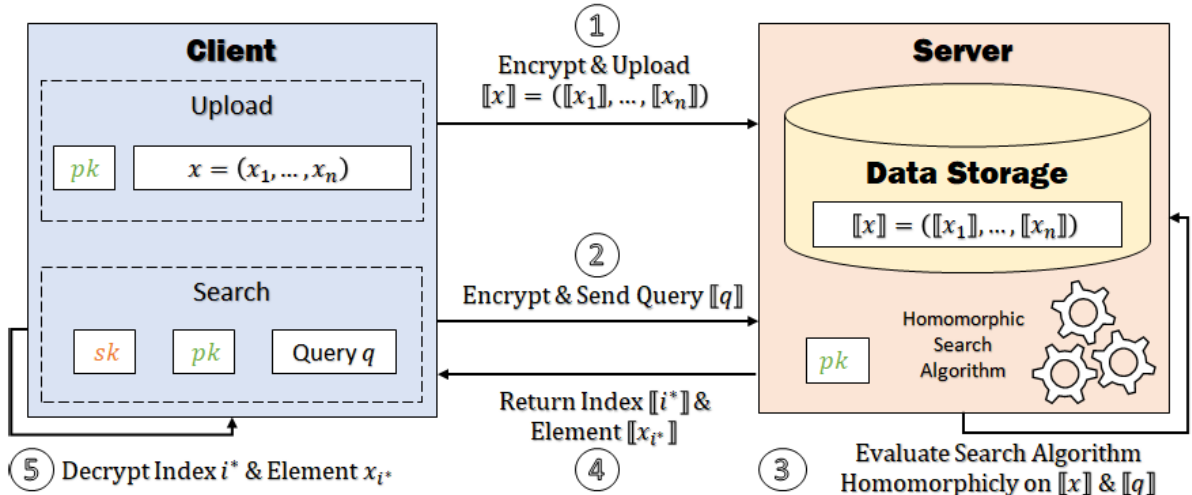 Client
Upload
pk
x = (x₁, ..., xₙ)
Search
sk
pk
Query q
①
Encrypt & Upload
⟦x⟧ = (⟦x₁⟧, ..., ⟦xₙ⟧)
②
Encrypt & Send Query ⟦q⟧
Return Index ⟦i*⟧ &
Element ⟦x_{i*}⟧
④
Server
Data Storage
⟦x⟧ = (⟦x₁⟧, ..., ⟦xₙ⟧)
pk
Homomorphic
Search
Algorithm
③
Evaluate Search Algorithm
Homomorphicly on ⟦x⟧ & ⟦q⟧
⑤ Decrypt Index i* & Element x_{i*}